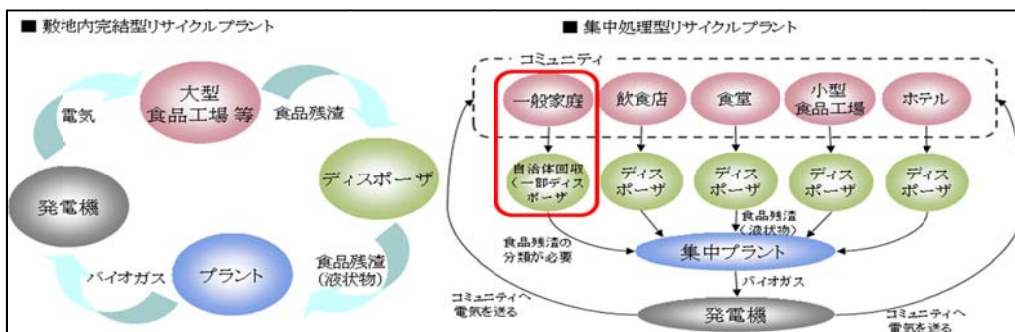 ■ 敷地内完結型リサイクルプラント
大型
食品工場等
電気
食品残渣
ディスポーザ
発電機
プラント
バイオガス
食品残渣
(液状物)
■ 集中処理型リサイクルプラント
コミュニティ
一般家庭
飲食店
食堂
小型
食品工場
ホテル
自治体回収
(一部ディス
ポーザ
ディス
ポーザ
ディス
ポーザ
ディス
ポーザ
ディス
ポーザ
食品残渣の
分類が必要
食品残渣
(液状物)
集中プラント
バイオガス
発電機
コミュニティへ
電気を送る
コミュニティへ
電気を送る